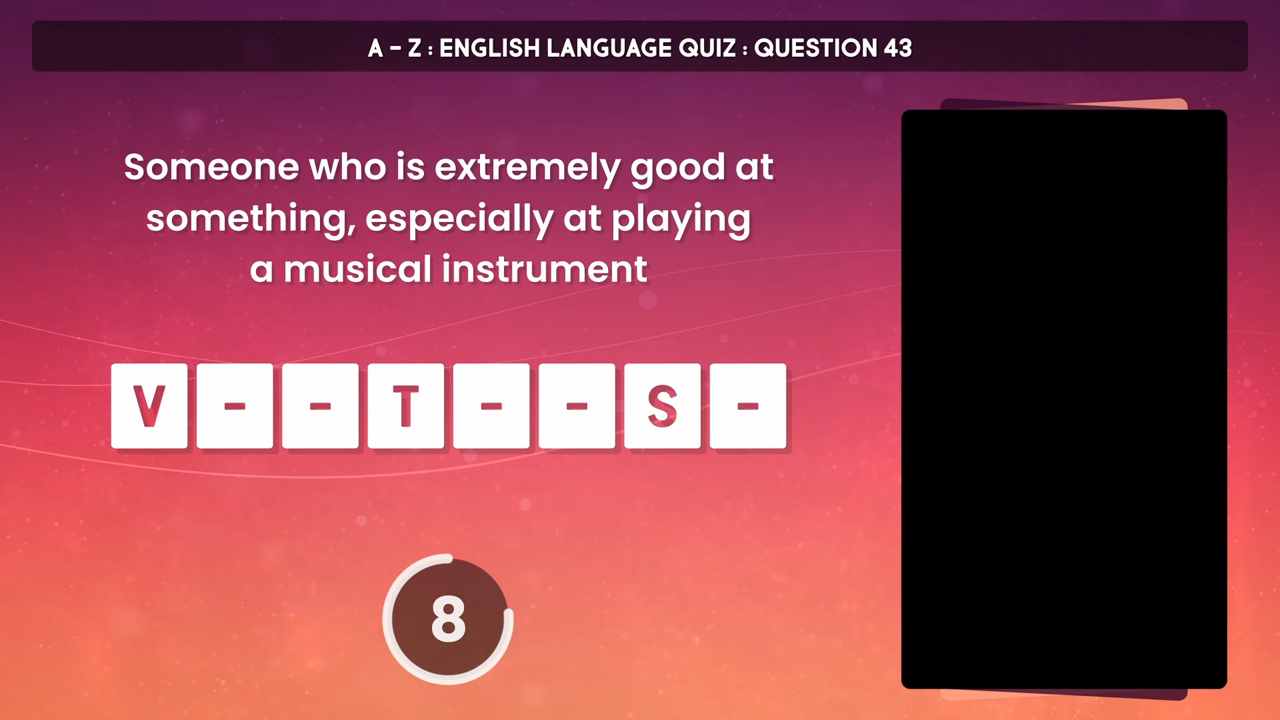 A - Z : ENGLISH LANGUAGE QUIZ : QUESTION 43
Someone who is extremely good at
something, especially at playing
a musical instrument
V - - T - - S -
8